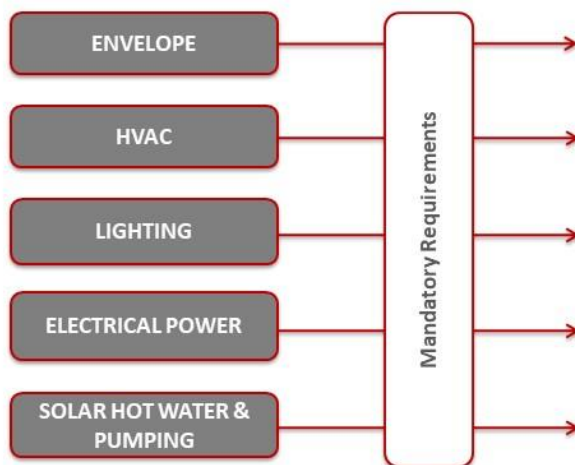 ENVELOPE
HVAC
LIGHTING
ELECTRICAL POWER
SOLAR HOT WATER &
PUMPING
Mandatory Requirements